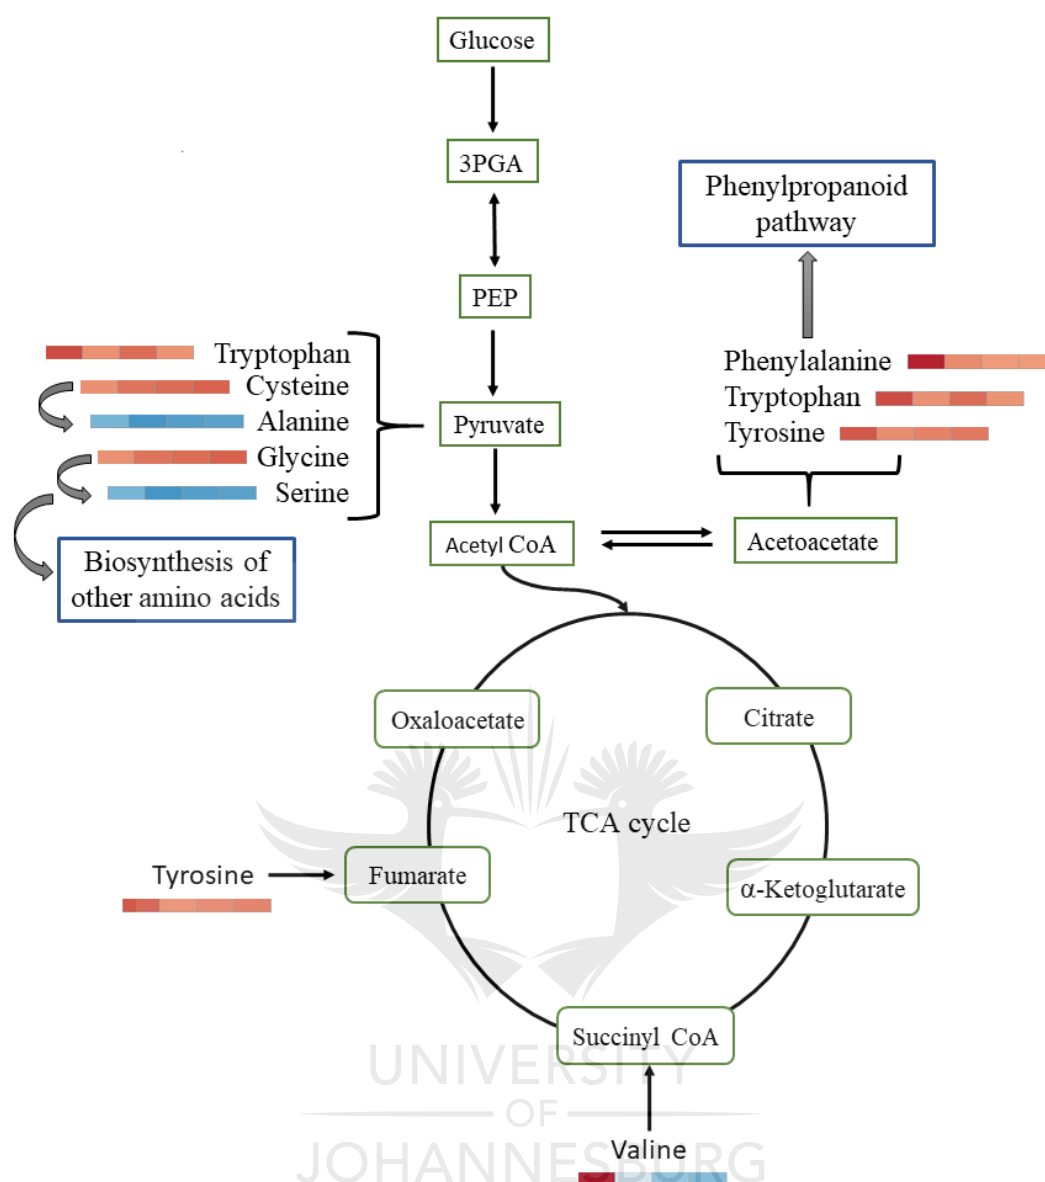 Glucose
3PGA
Phenylpropanoid
pathway
PEP
Tryptophan
Cysteine
Alanine
Glycine
Serine
Phenylalanine
Tryptophan
Tyrosine
Pyruvate
Acetyl CoA
Acetoacetate
Biosynthesis of
other amino acids
Oxaloacetate
Citrate
TCA cycle
Tyrosine
Fumarate
α-Ketoglutarate
Succinyl CoA
UNIVERSITY
OF
Valine
JOHANNESBURG